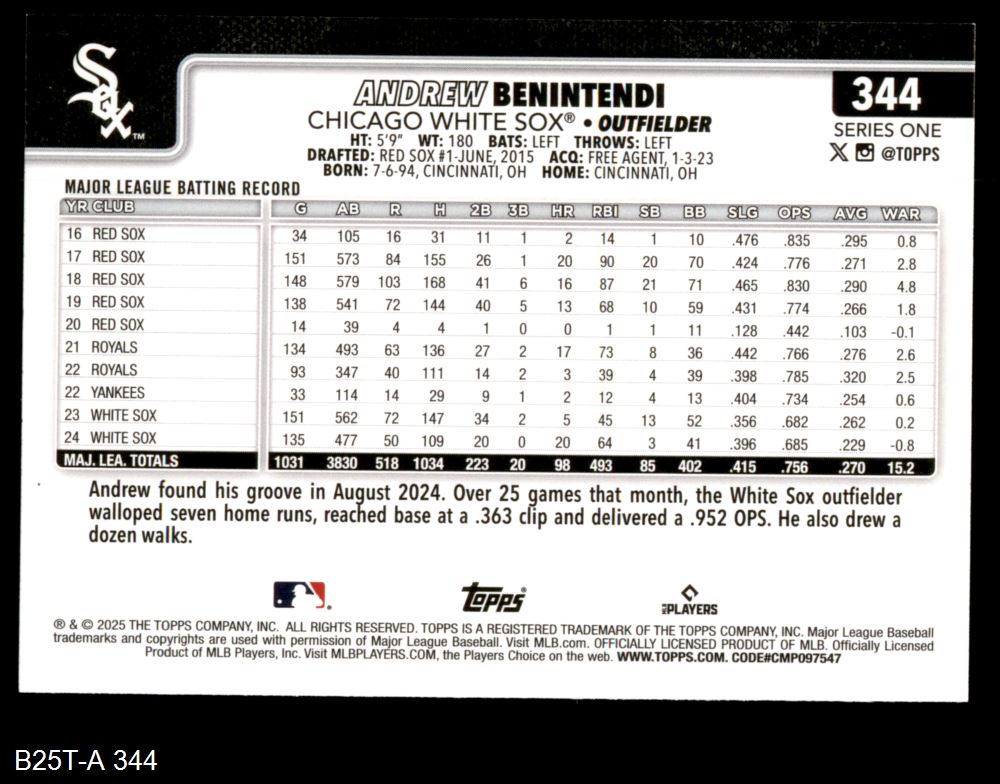 Sox™
ANDREW BENINTENDI
344
CHICAGO WHITE SOX® • OUTFIELDER
SERIES ONE
HT: 5'9" WT: 180 BATS: LEFT THROWS: LEFT
@TOPPS
DRAFTED: RED SOX #1-JUNE, 2015 ACQ: FREE AGENT, 1-3-23
BORN: 7-6-94, CINCINNATI, OH HOME: CINCINNATI, OH
MAJOR LEAGUE BATTING RECORD
YR CLUB G AB R H 2B 3B HR RBI SB BB SLG OPS AVG WAR
16 RED SOX 34 105 16 31 11 1 2 14 1 10 .476 .835 .295 0.8
17 RED SOX 151 573 84 155 26 1 20 90 20 70 .424 .776 .271 2.8
18 RED SOX 148 579 103 168 41 6 16 87 21 71 .465 .830 .290 4.8
19 RED SOX 138 541 72 144 40 5 13 68 10 59 .431 .774 .266 1.8
20 RED SOX 14 39 4 4 1 0 0 1 1 11 .128 .442 .103 -0.1
21 ROYALS 134 493 63 136 27 2 17 73 8 36 .442 .766 .276 2.6
22 ROYALS 93 347 40 111 14 2 3 39 4 39 .398 .785 .320 2.5
22 YANKEES 33 114 14 29 9 1 2 12 4 13 .404 .734 .254 0.6
23 WHITE SOX 151 562 72 147 34 2 5 45 13 52 .356 .682 .262 0.2
24 WHITE SOX 135 477 50 109 20 0 20 64 3 41 .396 .685 .229 -0.8
MAJ. LEA. TOTALS 1031 3830 518 1034 223 20 98 493 85 402 .415 .756 .270 15.2
Andrew found his groove in August 2024. Over 25 games that month, the White Sox outfielder
walloped seven home runs, reached base at a .363 clip and delivered a .952 OPS. He also drew a
dozen walks.
Topps®
MLB PLAYERS
® & © 2025 THE TOPPS COMPANY, INC. ALL RIGHTS RESERVED. TOPPS IS A REGISTERED TRADEMARK OF THE TOPPS COMPANY, INC. Major League Baseball
trademarks and copyrights are used with permission of Major League Baseball. Visit MLB.com. OFFICIALLY LICENSED PRODUCT OF MLB. Officially Licensed
Product of MLB Players, Inc. Visit MLBPLAYERS.COM, the Players Choice on the web. WWW.TOPPS.COM. CODE#CMP097547
B25T-A 344